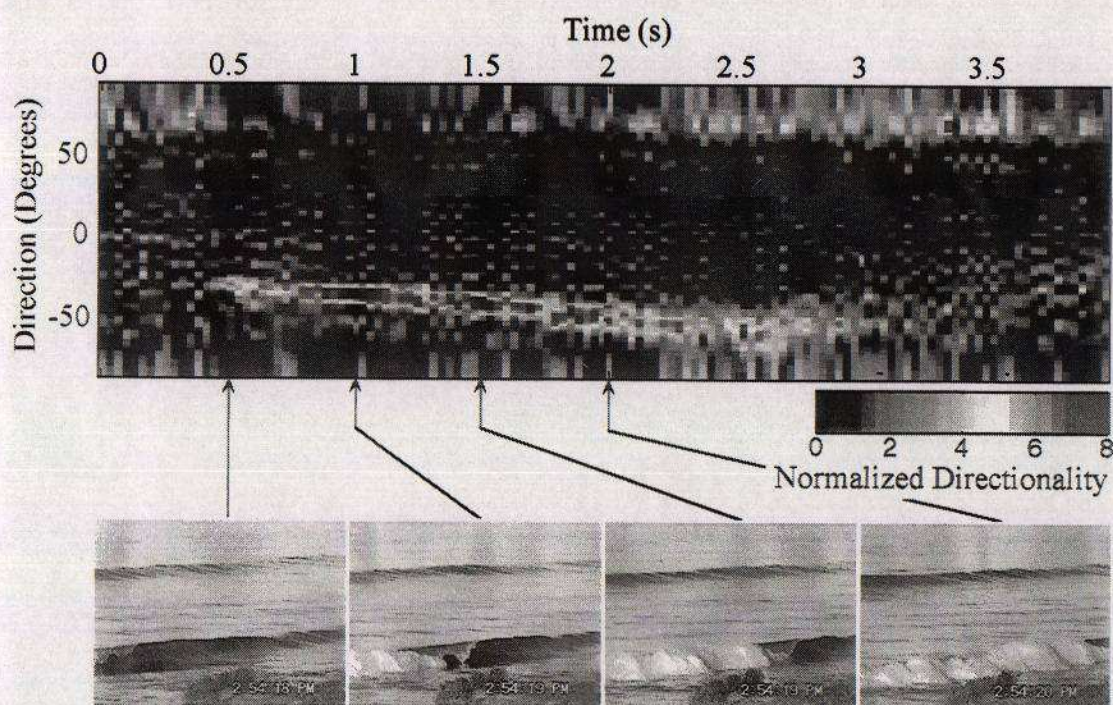 Time (s)
0 0.5 1 1.5 2 2.5 3 3.5
Direction (Degrees)
50
0
-50
0 2 4 6 8
Normalized Directionality
2:54:18 PM
2:54:19 PM
2:54:19 PM
2:54:20 PM